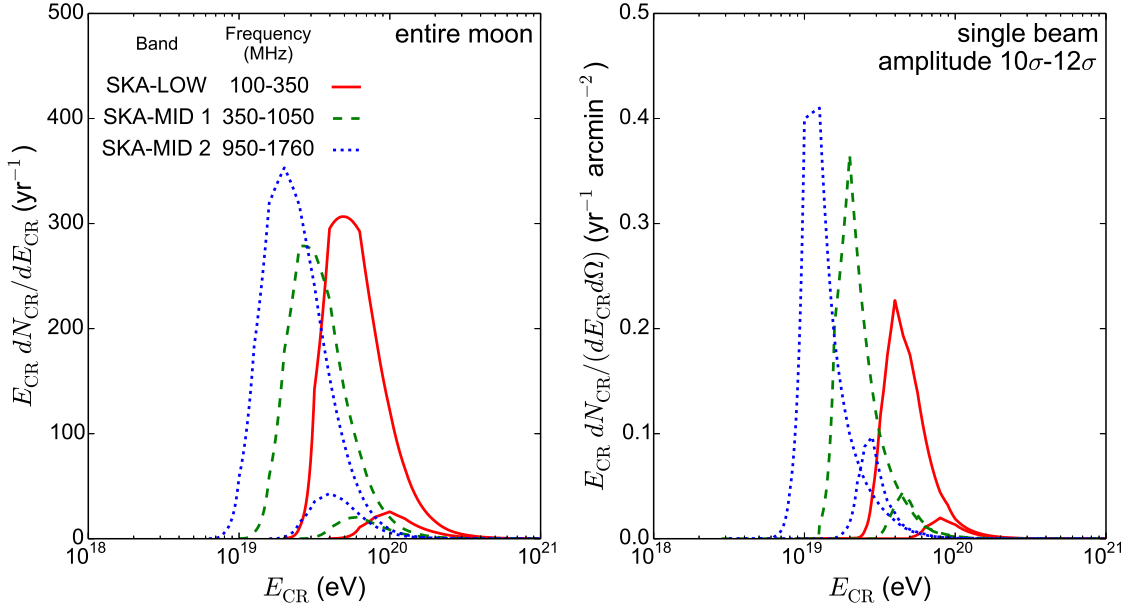 entire moon
Band Frequency (MHz)
SKA-LOW 100-350
SKA-MID 1 350-1050
SKA-MID 2 950-1760
500
400
300
200
100
0
10^18 10^19 10^20 10^21
E_CR dN_CR/dE_CR (yr^−1)
E_CR (eV)
single beam
amplitude 10σ-12σ
0.5
0.4
0.3
0.2
0.1
0.0
10^18 10^19 10^20 10^21
E_CR dN_CR/(dE_CR dΩ) (yr^−1 arcmin^−2)
E_CR (eV)